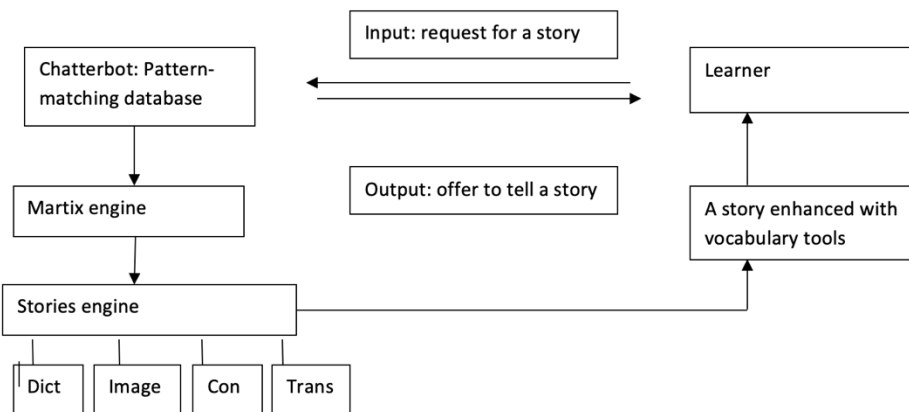 Input: request for a story
Chatterbot: Pattern-
matching database
Learner
Output: offer to tell a story
Martix engine
A story enhanced with
vocabulary tools
Stories engine
Dict
Image
Con
Trans